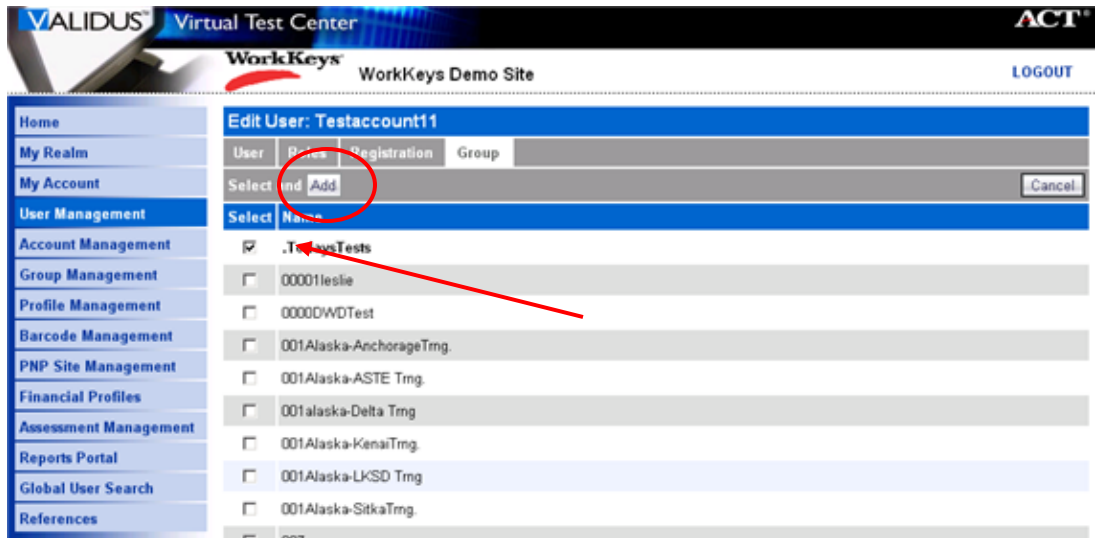 VALIDUS™ Virtual Test Center ACT®
WorkKeys® WorkKeys Demo Site LOGOUT
Home
My Realm
My Account
User Management
Account Management
Group Management
Profile Management
Barcode Management
PNP Site Management
Financial Profiles
Assessment Management
Reports Portal
Global User Search
References
Edit User: Testaccount11
User Roles Registration Group
Select and Add Cancel
Select Name
.TodaysTests
00001leslie
0000DWDTest
001Alaska-AnchorageTrng.
001Alaska-ASTE Trng.
001alaska-Delta Trng
001Alaska-KenaiTrng.
001Alaska-LKSD Trng
001Alaska-SitkaTrng.